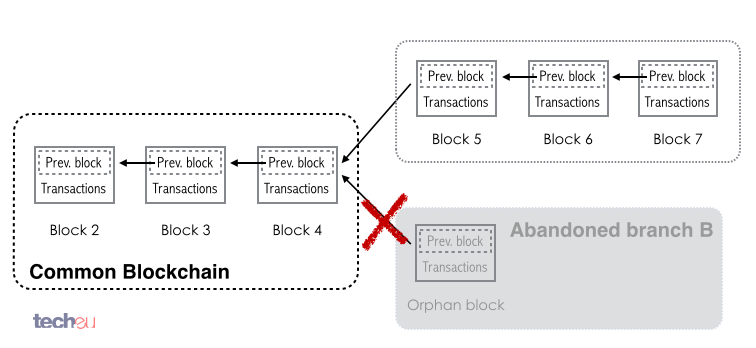 Prev. block
Transactions
Block 5
Prev. block
Transactions
Block 6
Prev. block
Transactions
Block 7
Prev. block
Transactions
Block 2
Prev. block
Transactions
Block 3
Prev. block
Transactions
Block 4
Common Blockchain
Abandoned branch B
Prev. block
Transactions
Orphan block
techeu